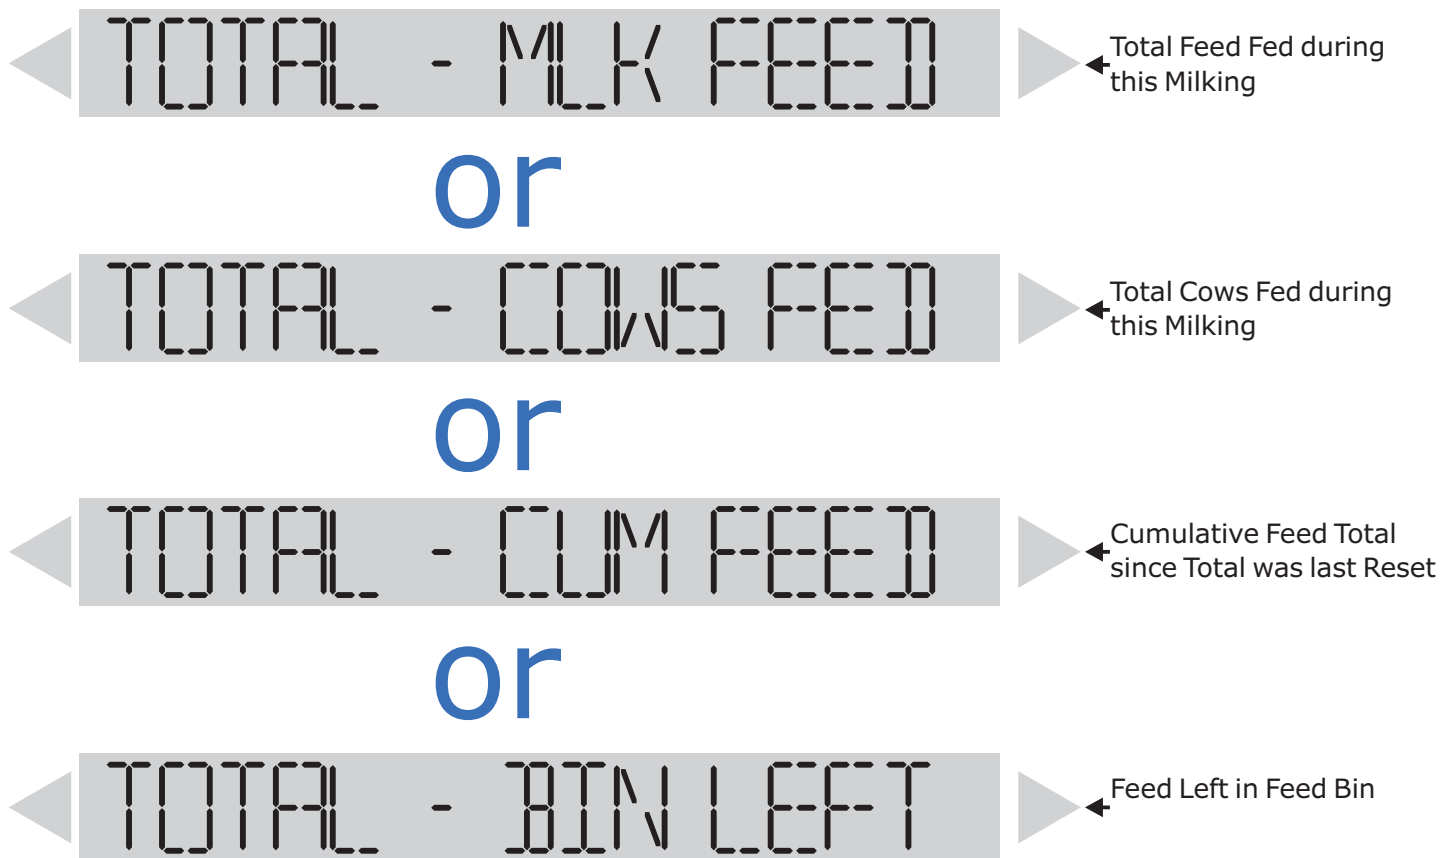 TOTAL - MLK FEED
Total Feed Fed during
this Milking
or
TOTAL - COWS FED
Total Cows Fed during
this Milking
or
TOTAL - CUM FEED
Cumulative Feed Total
since Total was last Reset
or
TOTAL - BIN LEFT
Feed Left in Feed Bin